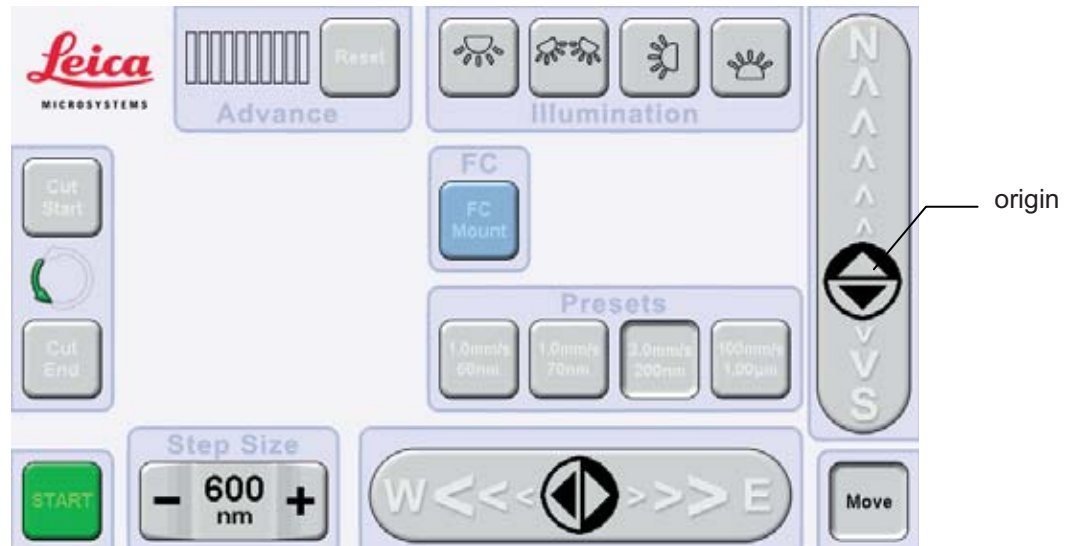 Leica
MICROSYSTEMS
Reset
Advance
Illumination
N
Cut
Start
FC
FC
Mount
origin
Presets
1.0mm/s
60nm
1.0mm/s
70nm
3.0mm/s
200nm
100mm/s
1.00µm
Cut
End
S
Step Size
START
− 600 +
nm
W <<< >>> E
Move